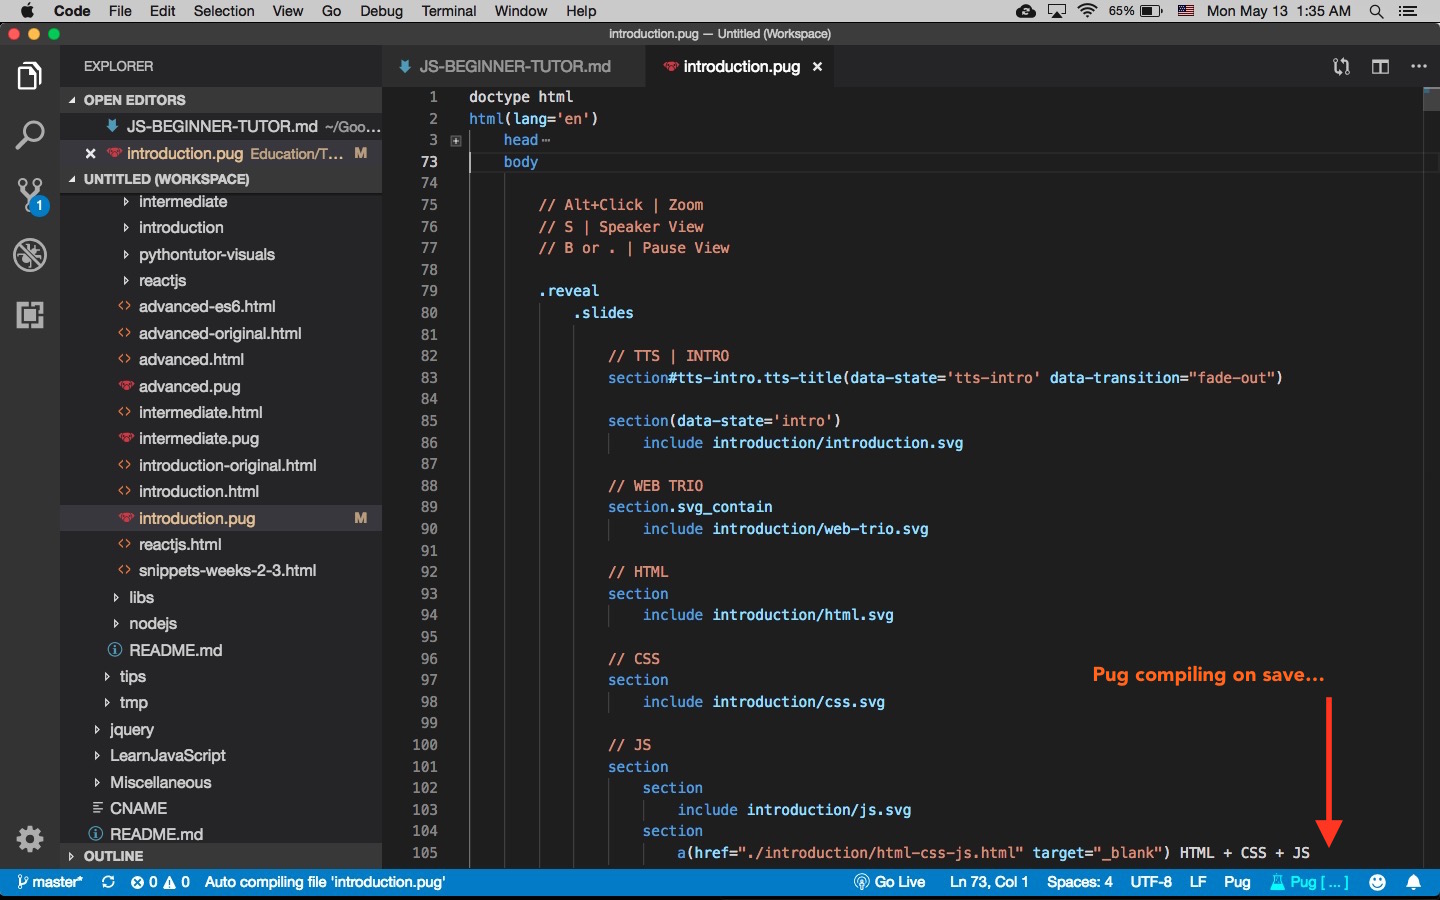 Code File Edit Selection View Go Debug Terminal Window Help 65% Mon May 13 1:35 AM
introduction.pug — Untitled (Workspace)
EXPLORER
OPEN EDITORS
JS-BEGINNER-TUTOR.md ~/Goo...
introduction.pug Education/T... M
UNTITLED (WORKSPACE)
intermediate
introduction
pythontutor-visuals
reactjs
advanced-es6.html
advanced-original.html
advanced.html
advanced.pug
intermediate.html
intermediate.pug
introduction-original.html
introduction.html
introduction.pug M
reactjs.html
snippets-weeks-2-3.html
libs
nodejs
README.md
tips
tmp
jquery
LearnJavaScript
Miscellaneous
CNAME
README.md
OUTLINE
1
JS-BEGINNER-TUTOR.md introduction.pug ×
1 doctype html
2 html(lang='en')
3 head…
73 body
74
75 // Alt+Click | Zoom
76 // S | Speaker View
77 // B or . | Pause View
78
79 .reveal
80 .slides
81
82 // TTS | INTRO
83 section#tts-intro.tts-title(data-state='tts-intro' data-transition="fade-out")
84
85 section(data-state='intro')
86 include introduction/introduction.svg
87
88 // WEB TRIO
89 section.svg_contain
90 include introduction/web-trio.svg
91
92 // HTML
93 section
94 include introduction/html.svg
95
96 // CSS
97 section
98 include introduction/css.svg
99
100 // JS
101 section
102 section
103 include introduction/js.svg
104 section
105 a(href="./introduction/html-css-js.html" target="_blank") HTML + CSS + JS
Pug compiling on save...
master* 0 0 Auto compiling file 'introduction.pug' Go Live Ln 73, Col 1 Spaces: 4 UTF-8 LF Pug Pug [ ... ]